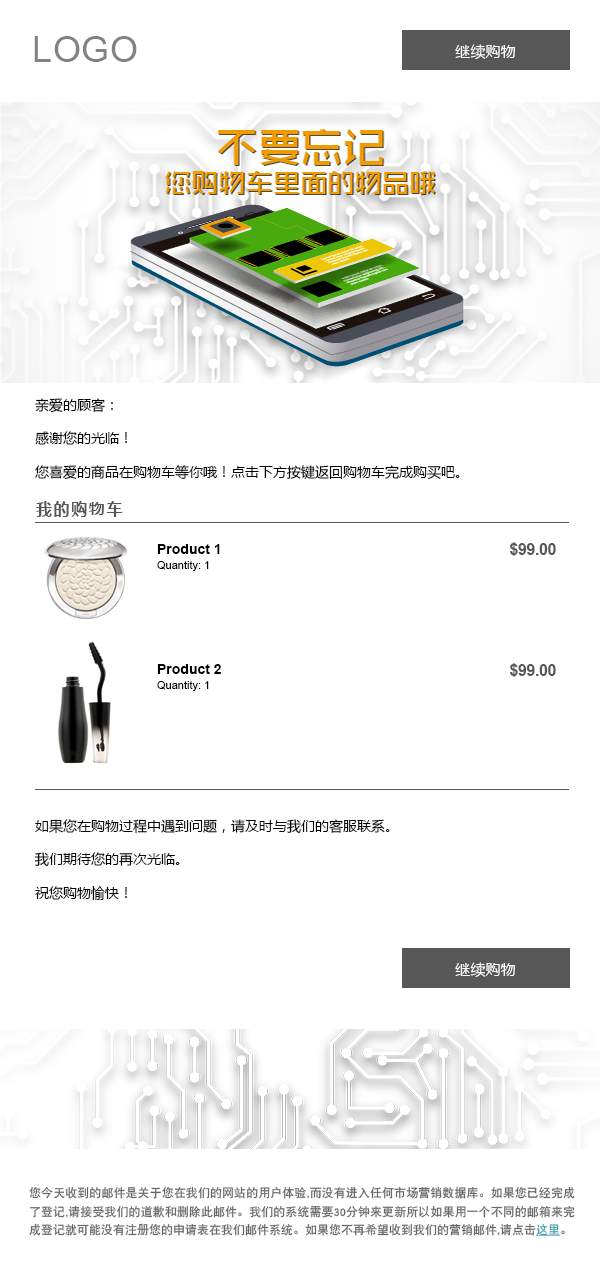 LOGO
继续购物
不要忘记
您购物车里面的物品哦
亲爱的顾客：
感谢您的光临！
您喜爱的商品在购物车等你哦！点击下方按键返回购物车完成购买吧。
我的购物车
Product 1
$99.00
Quantity: 1
Product 2
$99.00
Quantity: 1
如果您在购物过程中遇到问题，请及时与我们的客服联系。
我们期待您的再次光临。
祝您购物愉快！
继续购物
您今天收到的邮件是关于您在我们的网站的用户体验,而没有进入任何市场营销数据库。如果您已经完成
了登记,请接受我们的道歉和删除此邮件。我们的系统需要30分钟来更新所以如果用一个不同的邮箱来完
成登记就可能没有注册您的申请表在我们邮件系统。如果您不再希望收到我们的营销邮件,请点击这里。